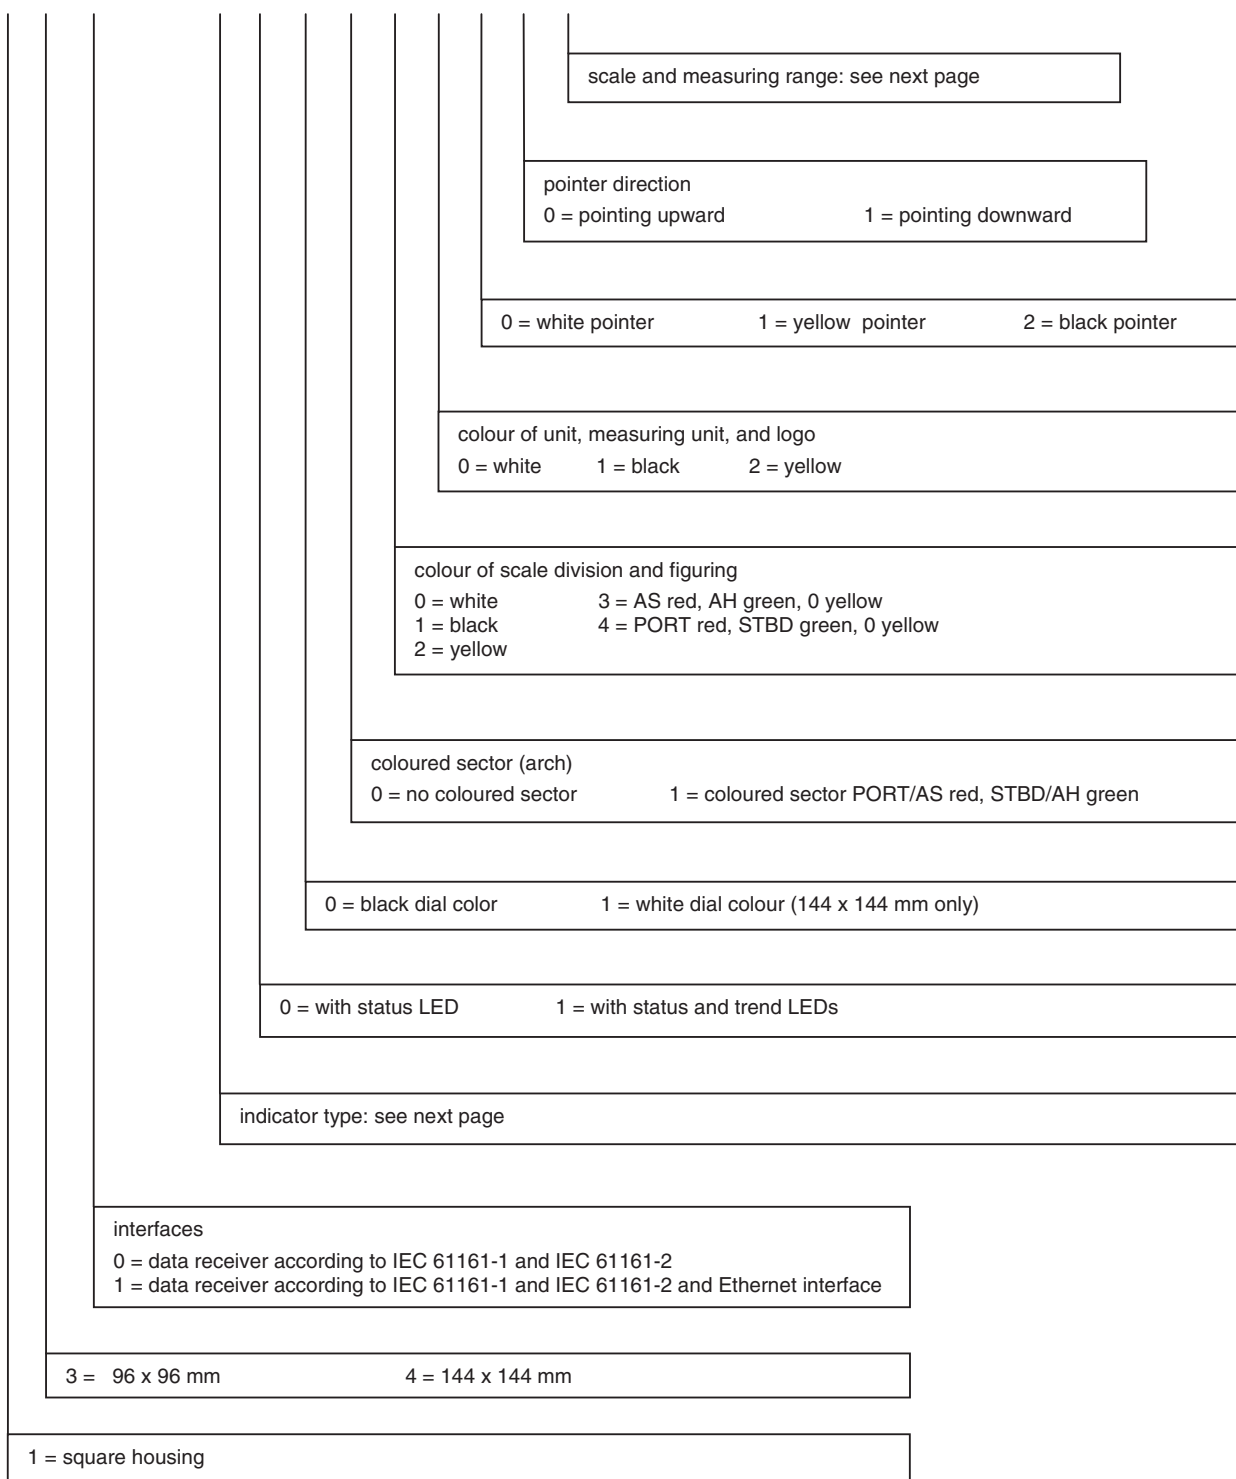 scale and measuring range: see next page
pointer direction
0 = pointing upward 1 = pointing downward
0 = white pointer 1 = yellow pointer 2 = black pointer
colour of unit, measuring unit, and logo
0 = white 1 = black 2 = yellow
colour of scale division and figuring
0 = white 3 = AS red, AH green, 0 yellow
1 = black 4 = PORT red, STBD green, 0 yellow
2 = yellow
coloured sector (arch)
0 = no coloured sector 1 = coloured sector PORT/AS red, STBD/AH green
0 = black dial color 1 = white dial colour (144 x 144 mm only)
0 = with status LED 1 = with status and trend LEDs
indicator type: see next page
interfaces
0 = data receiver according to IEC 61161-1 and IEC 61161-2
1 = data receiver according to IEC 61161-1 and IEC 61161-2 and Ethernet interface
3 = 96 x 96 mm 4 = 144 x 144 mm
1 = square housing